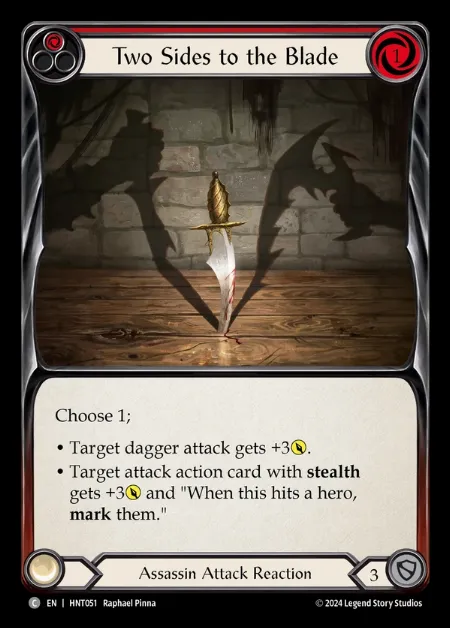 Two Sides to the Blade
1
Choose 1;
• Target dagger attack gets +3.
• Target attack action card with stealth
gets +3 and "When this hits a hero,
mark them."
Assassin Attack Reaction
3
C EN | HNT051 Raphael Pinna
© 2024 Legend Story Studios